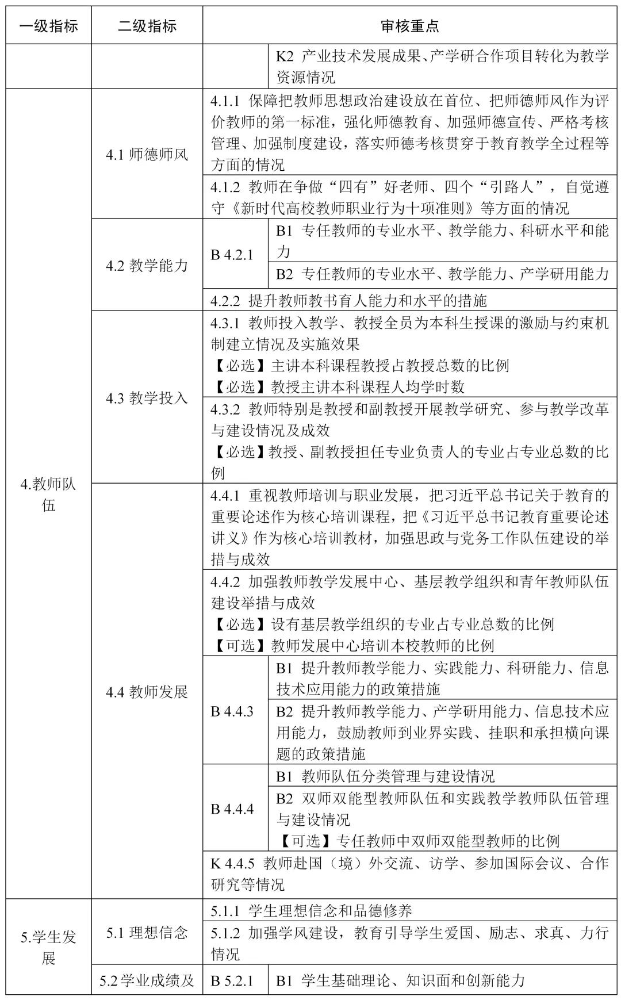 一级指标
二级指标
审核重点
K2 产业技术发展成果、产学研合作项目转化为教学
资源情况
4.教师队
伍
4.1 师德师风
4.1.1 保障把教师思想政治建设放在首位、把师德师风作为评
价教师的第一标准，强化师德教育、加强师德宣传、严格考核
管理、加强制度建设，落实师德考核贯穿于教育教学全过程等
方面的情况
4.1.2 教师在争做“四有”好老师、四个“引路人”，自觉遵
守《新时代高校教师职业行为十项准则》等方面的情况
4.2 教学能力
B 4.2.1
B1 专任教师的专业水平、教学能力、科研水平和能
力
B2 专任教师的专业水平、教学能力、产学研用能力
4.2.2 提升教师教书育人能力和水平的措施
4.3 教学投入
4.3.1 教师投入教学、教授全员为本科生授课的激励与约束机
制建立情况及实施效果
【必选】主讲本科课程教授占教授总数的比例
【必选】教授主讲本科课程人均学时数
4.3.2 教师特别是教授和副教授开展教学研究、参与教学改革
与建设情况及成效
【必选】教授、副教授担任专业负责人的专业占专业总数的比
例
4.4 教师发展
4.4.1 重视教师培训与职业发展，把习近平总书记关于教育的
重要论述作为核心培训课程，把《习近平总书记教育重要论述
讲义》作为核心培训教材，加强思政与党务工作队伍建设的举
措与成效
4.4.2 加强教师教学发展中心、基层教学组织和青年教师队伍
建设举措与成效
【必选】设有基层教学组织的专业占专业总数的比例
【可选】教师发展中心培训本校教师的比例
B 4.4.3
B1 提升教师教学能力、实践能力、科研能力、信息
技术应用能力的政策措施
B2 提升教师教学能力、产学研用能力、信息技术应
用能力，鼓励教师到业界实践、挂职和承担横向课
题的政策措施
B 4.4.4
B1 教师队伍分类管理与建设情况
B2 双师双能型教师队伍和实践教学教师队伍管理
与建设情况
【可选】专任教师中双师双能型教师的比例
K 4.4.5 教师赴国（境）外交流、访学、参加国际会议、合作
研究等情况
5.学生发
展
5.1 理想信念
5.1.1 学生理想信念和品德修养
5.1.2 加强学风建设，教育引导学生爱国、励志、求真、力行
情况
5.2 学业成绩及
B 5.2.1
B1 学生基础理论、知识面和创新能力